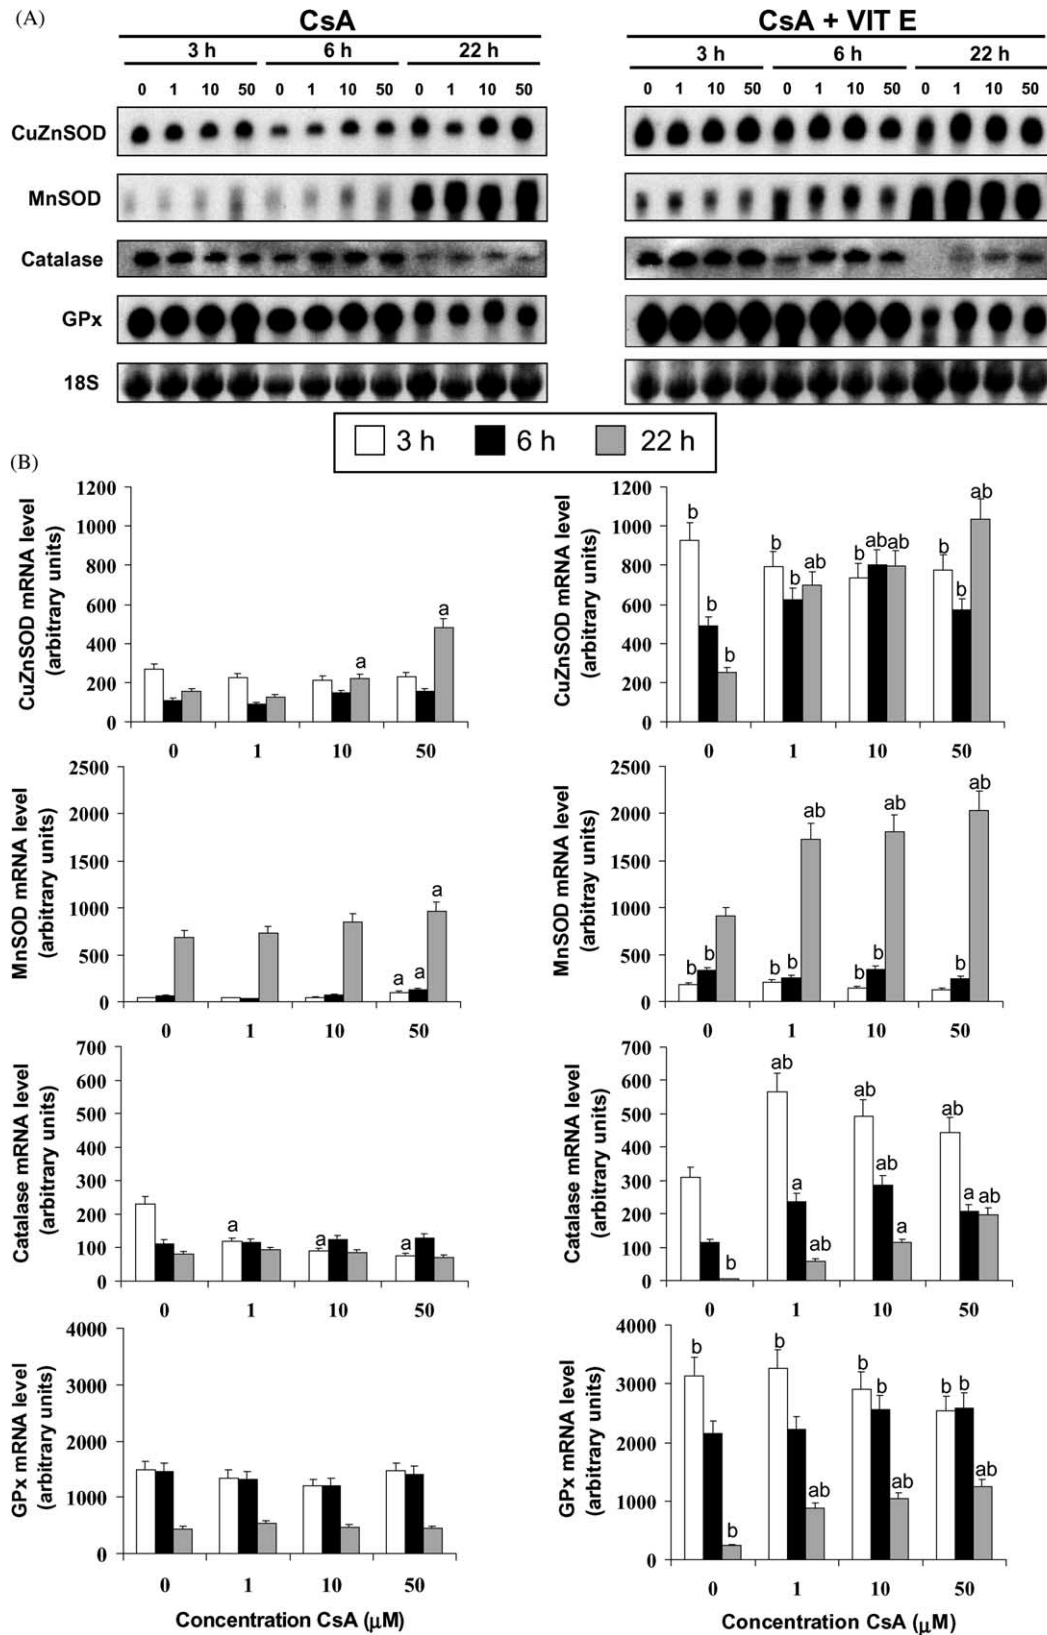 (A)
CsA CsA + VIT E
3 h 6 h 22 h 3 h 6 h 22 h
0 1 10 50 0 1 10 50 0 1 10 50 0 1 10 50 0 1 10 50 0 1 10 50
CuZnSOD
MnSOD
Catalase
GPx
18S
3 h 6 h 22 h
(B)
CuZnSOD mRNA level
(arbitrary units)
1200
1000
800
600
400
200
0
a
a
0 1 10 50
CuZnSOD mRNA level
(arbitrary units)
1200
1000
800
600
400
200
0
b b b b b ab b ab ab b b ab
0 1 10 50
MnSOD mRNA level
(arbitrary units)
2500
2000
1500
1000
500
0
a a a
0 1 10 50
MnSOD mRNA level
(arbitray units)
2500
2000
1500
1000
500
0
b b b b ab b b ab b b ab
0 1 10 50
Catalase mRNA level
(arbitrary units)
700
600
500
400
300
200
100
0
a a a
0 1 10 50
Catalase mRNA level
(arbitrary units)
700
600
500
400
300
200
100
0
b ab a ab ab ab a ab a ab
0 1 10 50
GPx mRNA level
(arbitrary units)
4000
3000
2000
1000
0
0 1 10 50
Concentration CsA (µM)
GPx mRNA level
(arbitrary units)
4000
3000
2000
1000
0
b b b ab b b ab b b ab
0 1 10 50
Concentration CsA (µM)